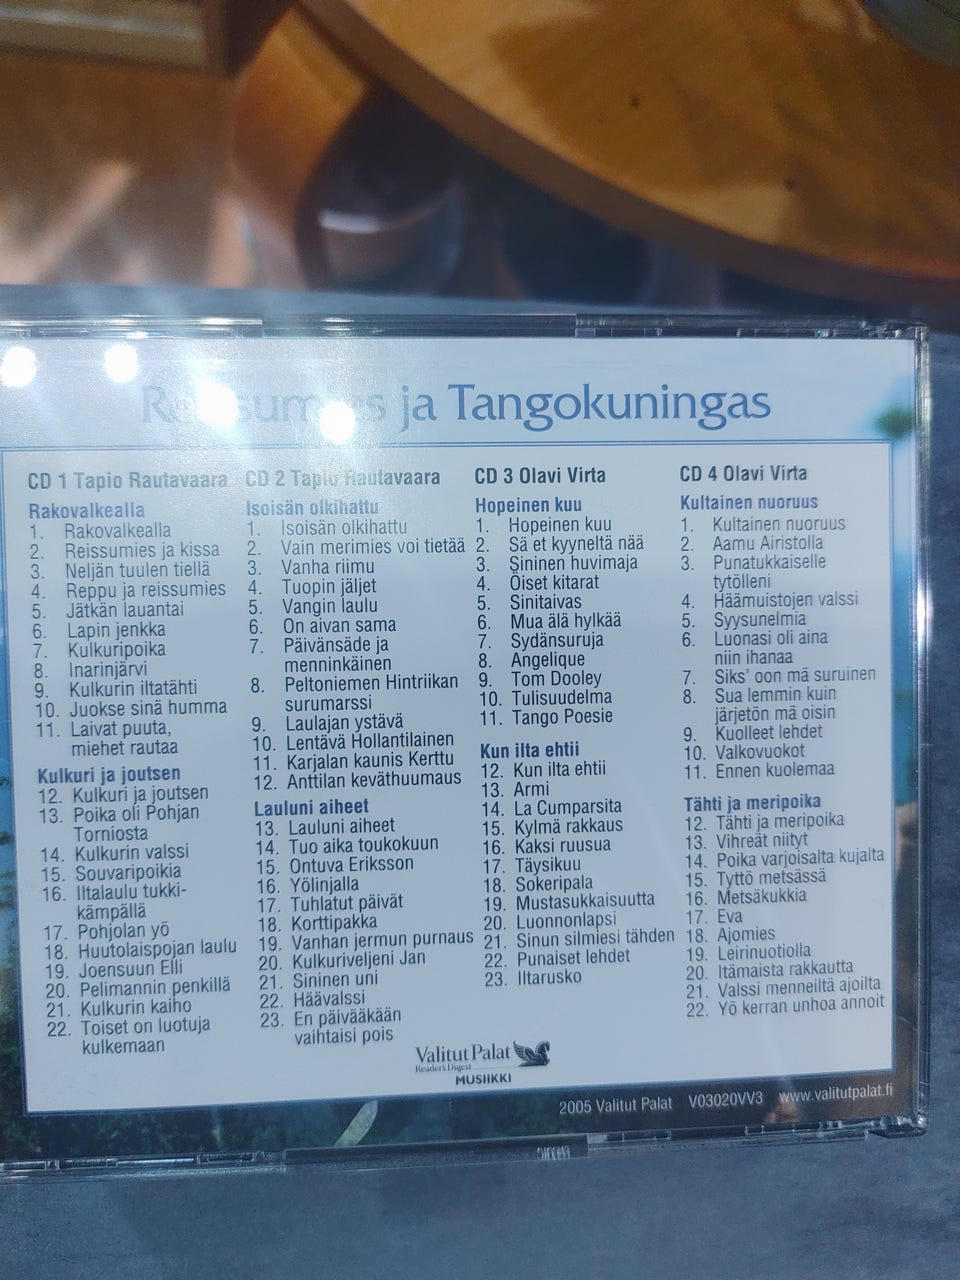 Reissumies ja Tangokuningas
CD 1 Tapio Rautavaara
Rakovalkealla
1. Rakovalkealla
2. Reissumies ja kissa
3. Neljän tuulen tiellä
4. Reppu ja reissumies
5. Jätkän lauantai
6. Lapin jenkka
7. Kulkuripoika
8. Inarinjärvi
9. Kulkurin iltatähti
10. Juokse sinä humma
11. Laivat puuta,
miehet rautaa
Kulkuri ja joutsen
12. Kulkuri ja joutsen
13. Poika oli Pohjan
Torniosta
14. Kulkurin valssi
15. Souvaripoikia
16. Iltalaulu tukki-
kämpällä
17. Pohjolan yö
18. Huutolaispojan laulu
19. Joensuun Elli
20. Pelimannin penkillä
21. Kulkurin kaiho
22. Toiset on luotuja
kulkemaan
CD 2 Tapio Rautavaara
Isoisän olkihattu
1. Isoisän olkihattu
2. Vain merimies voi tietää
3. Vanha riimu
4. Tuopin jäljet
5. Vangin laulu
6. On aivan sama
7. Päivänsäde ja
menninkäinen
8. Peltoniemen Hintriikan
surumarssi
9. Laulajan ystävä
10. Lentävä Hollantilainen
11. Karjalan kaunis Kerttu
12. Anttilan keväthuumaus
Lauluni aiheet
13. Lauluni aiheet
14. Tuo aika toukokuun
15. Ontuva Eriksson
16. Yölinjalla
17. Tuhlatut päivät
18. Korttipakka
19. Vanhan jermun purnaus
20. Kulkuriveljeni Jan
21. Sininen uni
22. Häävalssi
23. En päivääkään
vaihtaisi pois
CD 3 Olavi Virta
Hopeinen kuu
1. Hopeinen kuu
2. Sä et kyyneltä nää
3. Sininen huvimaja
4. Öiset kitarat
5. Sinitaivas
6. Mua älä hylkää
7. Sydänsuruja
8. Angelique
9. Tom Dooley
10. Tulisuudelma
11. Tango Poesie
Kun ilta ehtii
12. Kun ilta ehtii
13. Armi
14. La Cumparsita
15. Kylmä rakkaus
16. Kaksi ruusua
17. Täysikuu
18. Sokeripala
19. Mustasukkaisuutta
20. Luonnonlapsi
21. Sinun silmiesi tähden
22. Punaiset lehdet
23. Iltarusko
CD 4 Olavi Virta
Kultainen nuoruus
1. Kultainen nuoruus
2. Aamu Airistolla
3. Punatukkaiselle
tytölleni
4. Häämuistojen valssi
5. Syysunelmia
6. Luonasi oli aina
niin ihanaa
7. Siks' oon mä suruinen
8. Sua lemmin kuin
järjetön mä oisin
9. Kuolleet lehdet
10. Valkovuokot
11. Ennen kuolemaa
Tähti ja meripoika
12. Tähti ja meripoika
13. Vihreät niityt
14. Poika varjoisalta kujalta
15. Tyttö metsässä
16. Metsäkukkia
17. Eva
18. Ajomies
19. Leirinuotiolla
20. Itämaista rakkautta
21. Valssi menneiltä ajoilta
22. Yö kerran unhoa annoit
Valitut Palat
Reader's Digest
MUSIIKKI
2005 Valitut Palat V03020VV3 www.valitutpalat.fi